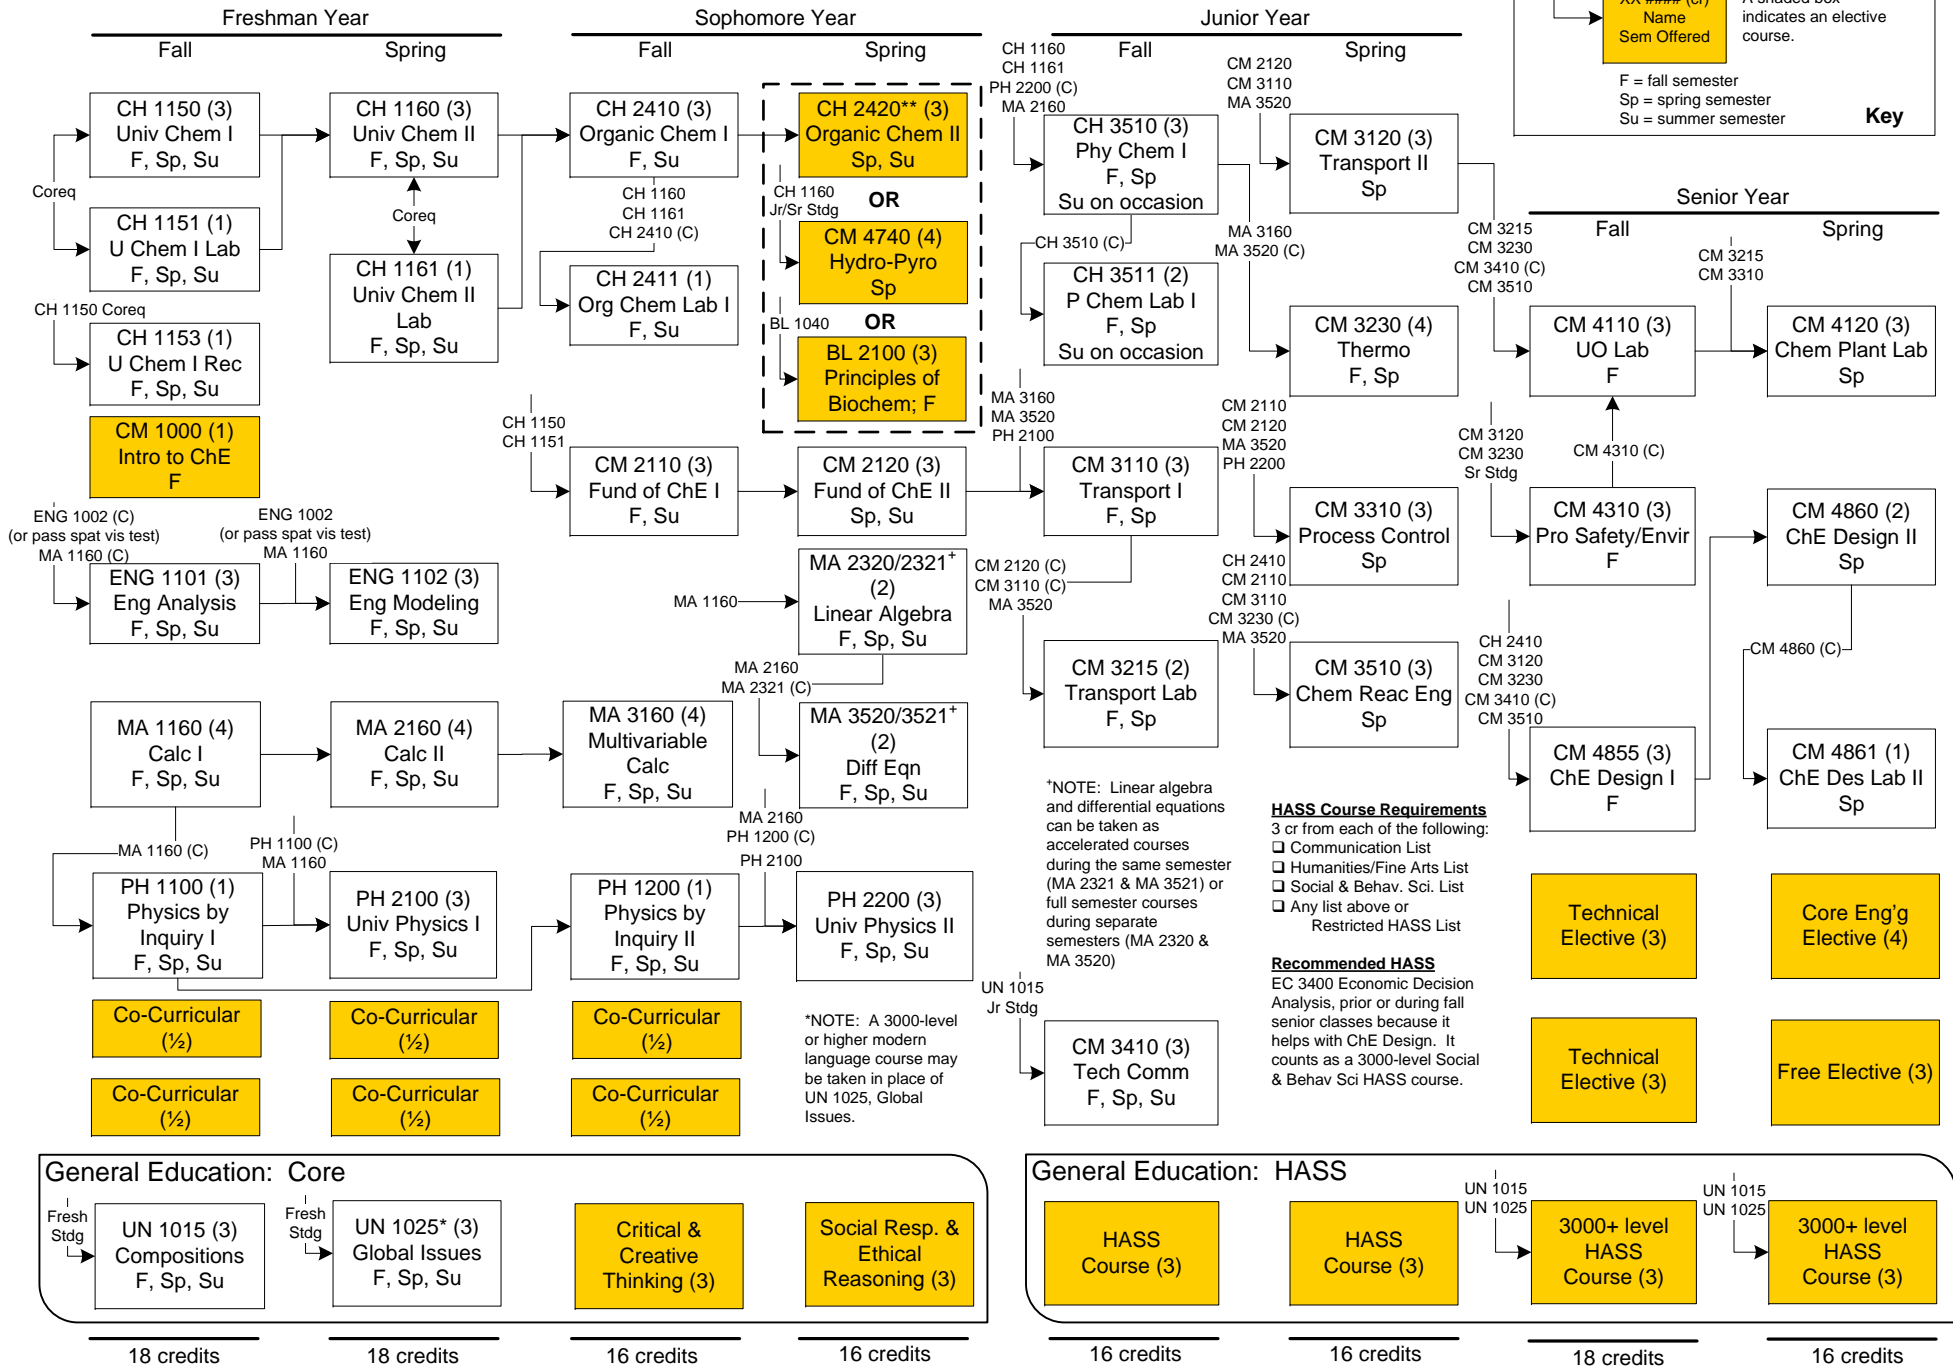 Freshman Year
Fall
Spring
Sophomore Year
Fall
Spring
Junior Year
Fall
Spring
Senior Year
Fall
Spring
XX #### (cr)
Name
Sem Offered
A shaded box
indicates an elective
course.
F = fall semester
Sp = spring semester
Su = summer semester
Key
CH 1150 (3)
Univ Chem I
F, Sp, Su
Coreq
CH 1151 (1)
U Chem I Lab
F, Sp, Su
CH 1150 Coreq
CH 1153 (1)
U Chem I Rec
F, Sp, Su
CM 1000 (1)
Intro to ChE
F
ENG 1002 (C)
(or pass spat vis test)
MA 1160 (C)
ENG 1101 (3)
Eng Analysis
F, Sp, Su
MA 1160 (4)
Calc I
F, Sp, Su
MA 1160 (C)
PH 1100 (1)
Physics by
Inquiry I
F, Sp, Su
Co-Curricular
(½)
Co-Curricular
(½)
CH 1160 (3)
Univ Chem II
F, Sp, Su
Coreq
CH 1161 (1)
Univ Chem II
Lab
F, Sp, Su
ENG 1002
(or pass spat vis test)
MA 1160
ENG 1102 (3)
Eng Modeling
F, Sp, Su
MA 2160 (4)
Calc II
F, Sp, Su
PH 1100 (C)
MA 1160
PH 2100 (3)
Univ Physics I
F, Sp, Su
Co-Curricular
(½)
Co-Curricular
(½)
CH 2410 (3)
Organic Chem I
F, Su
CH 1160
CH 1161
CH 2410 (C)
CH 2411 (1)
Org Chem Lab I
F, Su
CH 1150
CH 1151
CM 2110 (3)
Fund of ChE I
F, Su
MA 3160 (4)
Multivariable
Calc
F, Sp, Su
PH 1200 (1)
Physics by
Inquiry II
F, Sp, Su
Co-Curricular
(½)
Co-Curricular
(½)
CH 2420** (3)
Organic Chem II
Sp, Su
CH 1160
Jr/Sr Stdg
OR
CM 4740 (4)
Hydro-Pyro
Sp
BL 1040
OR
BL 2100 (3)
Principles of
Biochem; F
CM 2120 (3)
Fund of ChE II
Sp, Su
MA 1160
MA 2320/2321+
(2)
Linear Algebra
F, Sp, Su
MA 2160
MA 2321 (C)
MA 3520/3521+
(2)
Diff Eqn
F, Sp, Su
MA 2160
PH 1200 (C)
PH 2100
PH 2200 (3)
Univ Physics II
F, Sp, Su
*NOTE: A 3000-level
or higher modern
language course may
be taken in place of
UN 1025, Global
Issues.
CH 1160
CH 1161
PH 2200 (C)
MA 2160
CH 3510 (3)
Phy Chem I
F, Sp
Su on occasion
CH 3510 (C)
CH 3511 (2)
P Chem Lab I
F, Sp
Su on occasion
MA 3160
MA 3520
PH 2100
CM 3110 (3)
Transport I
F, Sp
CM 2120 (C)
CM 3110 (C)
MA 3520
CM 3215 (2)
Transport Lab
F, Sp
+NOTE: Linear algebra
and differential equations
can be taken as
accelerated courses
during the same semester
(MA 2321 & MA 3521) or
full semester courses
during separate
semesters (MA 2320 &
MA 3520)
UN 1015
Jr Stdg
CM 3410 (3)
Tech Comm
F, Sp, Su
CM 2120
CM 3110
MA 3520
CM 3120 (3)
Transport II
Sp
MA 3160
MA 3520 (C)
CM 3230 (4)
Thermo
F, Sp
CM 2110
CM 2120
MA 3520
PH 2200
CM 3310 (3)
Process Control
Sp
CH 2410
CM 2110
CM 3110
CM 3230 (C)
MA 3520
CM 3510 (3)
Chem Reac Eng
Sp
HASS Course Requirements
3 cr from each of the following:
❑ Communication List
❑ Humanities/Fine Arts List
❑ Social & Behav. Sci. List
❑ Any list above or
Restricted HASS List
Recommended HASS
EC 3400 Economic Decision
Analysis, prior or during fall
senior classes because it
helps with ChE Design. It
counts as a 3000-level Social
& Behav Sci HASS course.
CM 3215
CM 3230
CM 3410 (C)
CM 3510
CM 4110 (3)
UO Lab
F
CM 4310 (C)
CM 3120
CM 3230
Sr Stdg
CM 4310 (3)
Pro Safety/Envir
F
CH 2410
CM 3120
CM 3230
CM 3410 (C)
CM 3510
CM 4855 (3)
ChE Design I
F
Technical
Elective (3)
Technical
Elective (3)
CM 3215
CM 3310
CM 4120 (3)
Chem Plant Lab
Sp
CM 4860 (2)
ChE Design II
Sp
CM 4860 (C)
CM 4861 (1)
ChE Des Lab II
Sp
Core Eng'g
Elective (4)
Free Elective (3)
General Education: Core
Fresh
Stdg
UN 1015 (3)
Compositions
F, Sp, Su
Fresh
Stdg
UN 1025* (3)
Global Issues
F, Sp, Su
Critical &
Creative
Thinking (3)
Social Resp. &
Ethical
Reasoning (3)
General Education: HASS
HASS
Course (3)
HASS
Course (3)
UN 1015
UN 1025
3000+ level
HASS
Course (3)
UN 1015
UN 1025
3000+ level
HASS
Course (3)
18 credits
18 credits
16 credits
16 credits
16 credits
16 credits
18 credits
16 credits